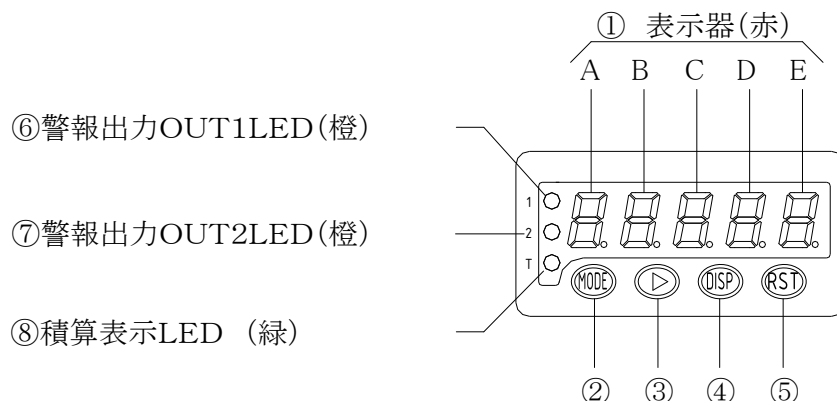 ① 表示器(赤)
A B C D E
⑥警報出力OUT1LED(橙)
1
⑦警報出力OUT2LED(橙)
2
T
MODE DISP RST
⑧積算表示LED (緑)
② ③ ④ ⑤